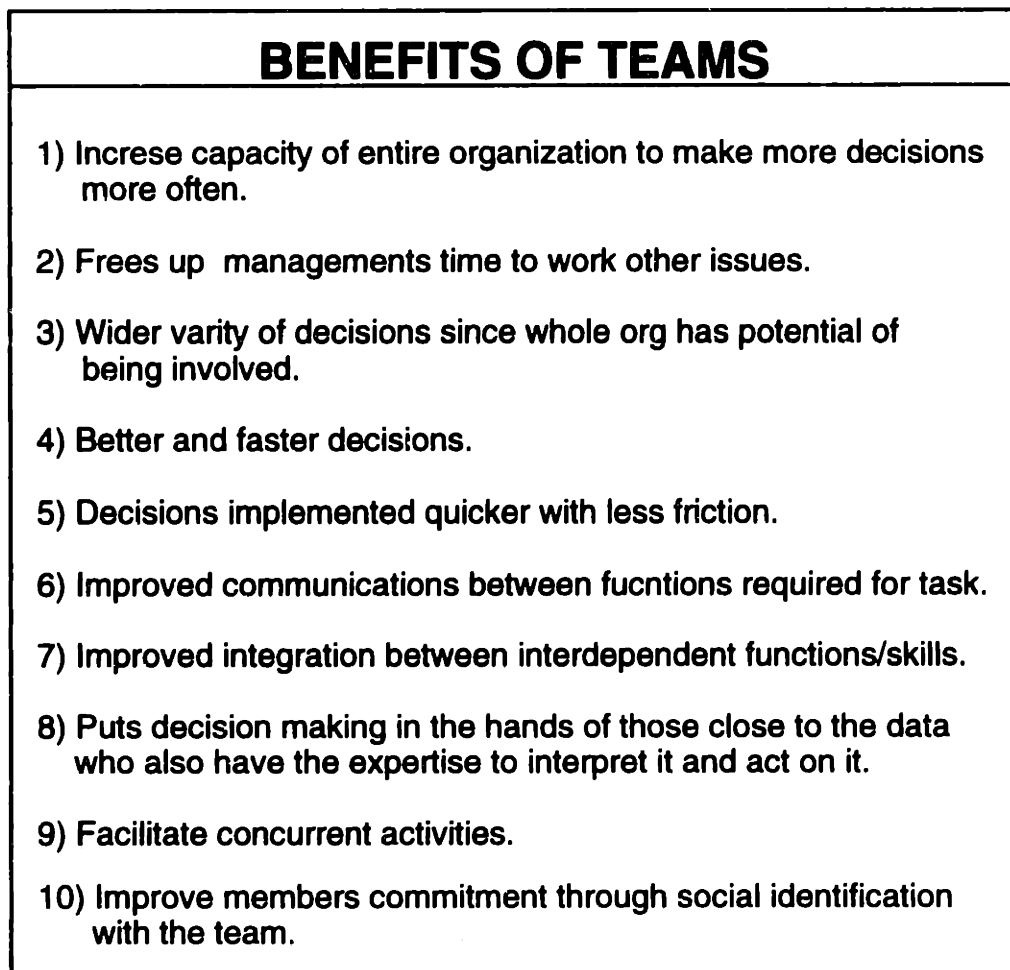 BENEFITS OF TEAMS
1) Increse capacity of entire organization to make more decisions
more often.
2) Frees up managements time to work other issues.
3) Wider varity of decisions since whole org has potential of
being involved.
4) Better and faster decisions.
5) Decisions implemented quicker with less friction.
6) Improved communications between fucntions required for task.
7) Improved integration between interdependent functions/skills.
8) Puts decision making in the hands of those close to the data
who also have the expertise to interpret it and act on it.
9) Facilitate concurrent activities.
10) Improve members commitment through social identification
with the team.